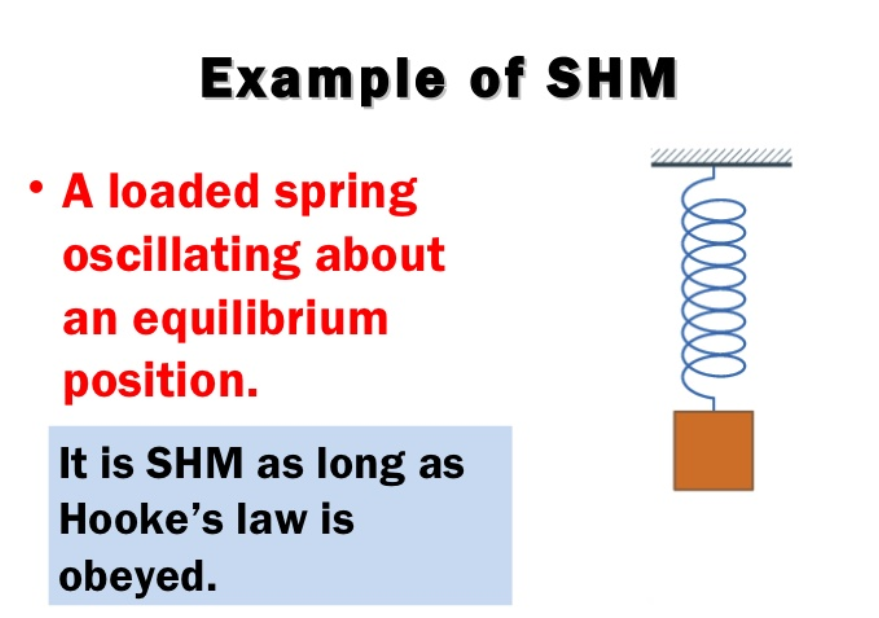 Example of SHM
• A loaded spring
oscillating about
an equilibrium
position.
It is SHM as long as
Hooke’s law is
obeyed.